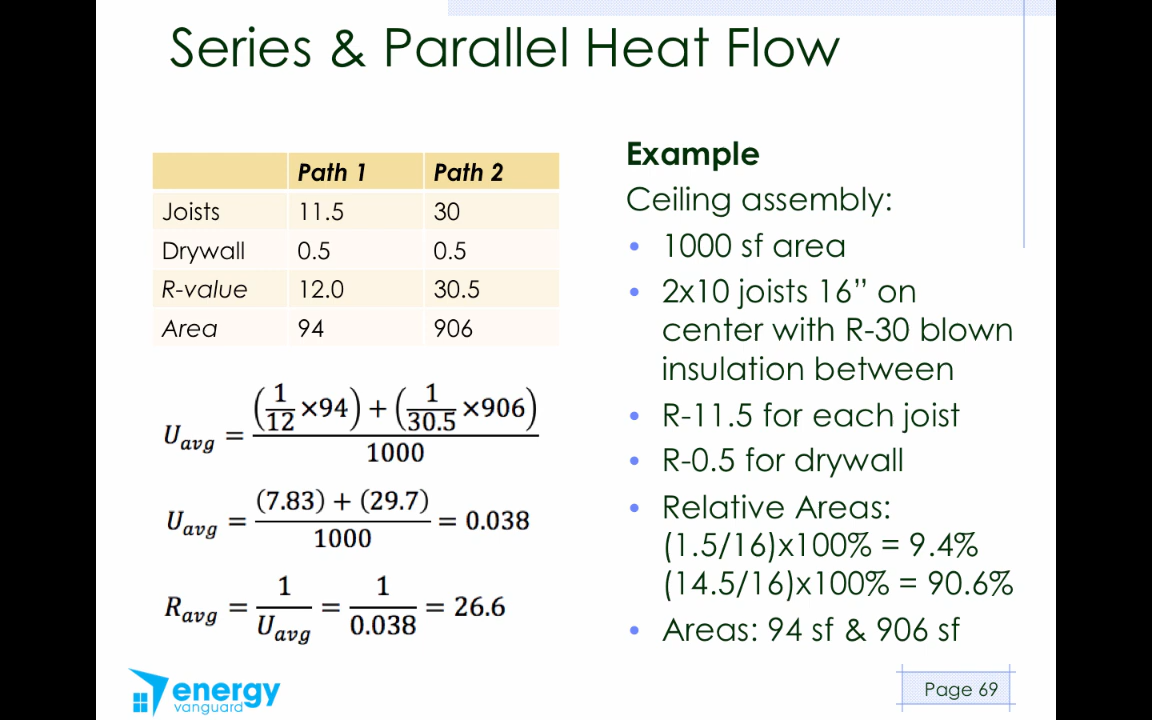 Series & Parallel Heat Flow
Path 1 Path 2
Joists 11.5 30
Drywall 0.5 0.5
R-value 12.0 30.5
Area 94 906
U_avg = ((1/12 ×94) + (1/30.5 ×906))/1000
U_avg = ((7.83) + (29.7))/1000 = 0.038
R_avg = 1/U_avg = 1/0.038 = 26.6
Example
Ceiling assembly:
• 1000 sf area
• 2x10 joists 16” on
center with R-30 blown
insulation between
• R-11.5 for each joist
• R-0.5 for drywall
• Relative Areas:
(1.5/16)x100% = 9.4%
(14.5/16)x100% = 90.6%
• Areas: 94 sf & 906 sf
energy
vanguard
Page 69